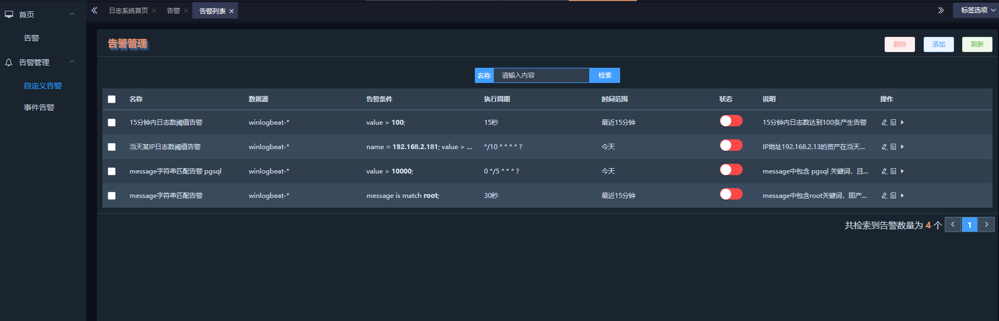 首页
告警
告警管理
自定义告警
事件告警
日志系统首页 告警 告警列表 标签选项
告警管理 删除 添加 刷新
名称 请输入内容 检索
名称 数据源 告警条件 执行周期 时间范围 状态 说明 操作
15分钟内日志数阈值告警 winlogbeat-* value > 100; 15秒 最近15分钟 15分钟内日志数达到100条产生告警
当天某IP日志数阈值告警 winlogbeat-* name = 192.168.2.181; value > ... */10 * * * * ? 今天 IP地址192.168.2.13的资产在当天...
message字符串匹配告警 pgsql winlogbeat-* value > 10000; 0 */5 * * * ? 今天 message中包含 pgsql 关键词，且...
message字符串匹配告警 winlogbeat-* message is match root; 30秒 最近15分钟 message中包含root关键词，即产...
共检索到告警数量为 4 个 1